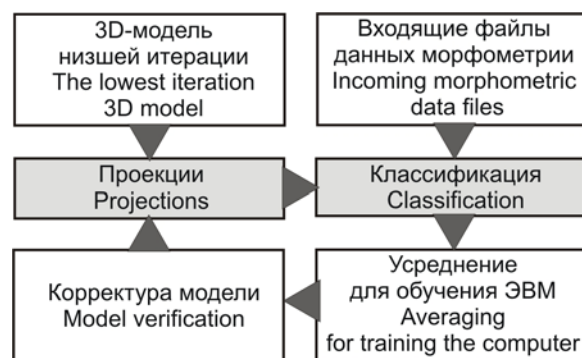 3D-модель
низшей итерации
The lowest iteration
3D model
Входящие файлы
данных морфометрии
Incoming morphometric
data files
Проекции
Projections
Классификация
Classification
Корректура модели
Model verification
Усреднение
для обучения ЭВМ
Averaging
for training the computer